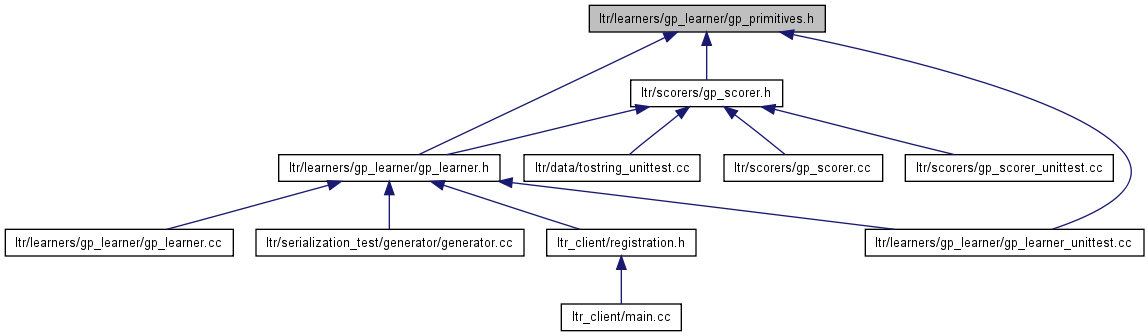 ltr/learners/gp_learner/gp_primitives.h
ltr/scorers/gp_scorer.h
ltr/learners/gp_learner/gp_learner.h
ltr/data/tostring_unittest.cc
ltr/scorers/gp_scorer.cc
ltr/scorers/gp_scorer_unittest.cc
ltr/learners/gp_learner/gp_learner.cc
ltr/serialization_test/generator/generator.cc
ltr_client/registration.h
ltr/learners/gp_learner/gp_learner_unittest.cc
ltr_client/main.cc